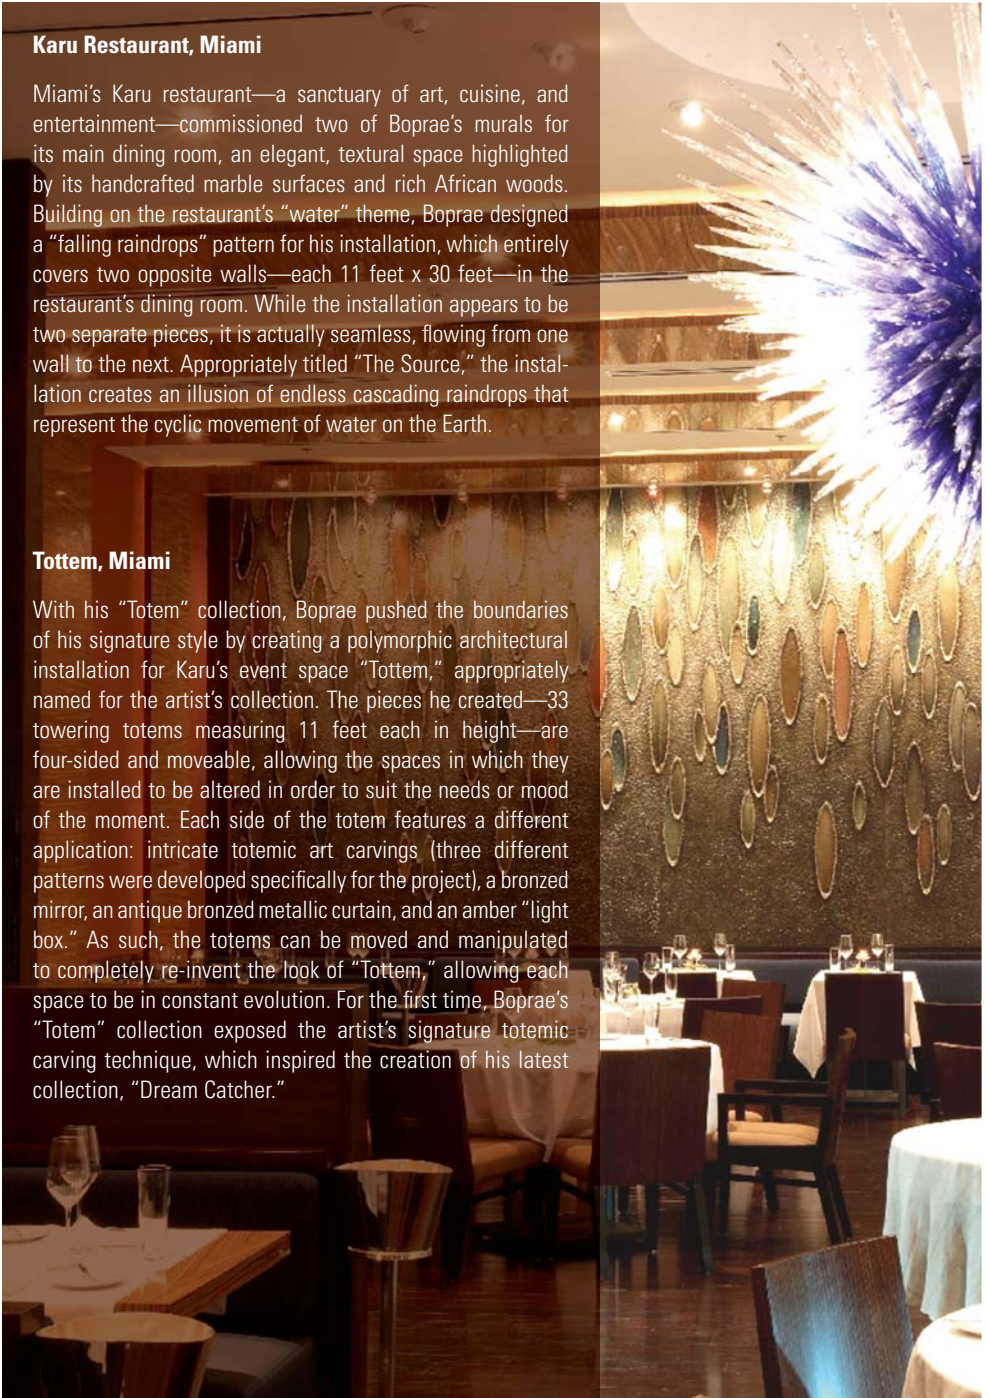 Karu Restaurant, Miami
Miami’s Karu restaurant—a sanctuary of art, cuisine, and
entertainment—commissioned two of Boprae’s murals for
its main dining room, an elegant, textural space highlighted
by its handcrafted marble surfaces and rich African woods.
Building on the restaurant’s “water” theme, Boprae designed
a “falling raindrops” pattern for his installation, which entirely
covers two opposite walls—each 11 feet x 30 feet—in the
restaurant’s dining room. While the installation appears to be
two separate pieces, it is actually seamless, flowing from one
wall to the next. Appropriately titled “The Source,” the instal-
lation creates an illusion of endless cascading raindrops that
represent the cyclic movement of water on the Earth.
Tottem, Miami
With his “Totem” collection, Boprae pushed the boundaries
of his signature style by creating a polymorphic architectural
installation for Karu’s event space “Tottem,” appropriately
named for the artist’s collection. The pieces he created—33
towering totems measuring 11 feet each in height—are
four-sided and moveable, allowing the spaces in which they
are installed to be altered in order to suit the needs or mood
of the moment. Each side of the totem features a different
application: intricate totemic art carvings (three different
patterns were developed specifically for the project), a bronzed
mirror, an antique bronzed metallic curtain, and an amber “light
box.” As such, the totems can be moved and manipulated
to completely re-invent the look of “Tottem,” allowing each
space to be in constant evolution. For the first time, Boprae’s
“Totem” collection exposed the artist’s signature totemic
carving technique, which inspired the creation of his latest
collection, “Dream Catcher.”